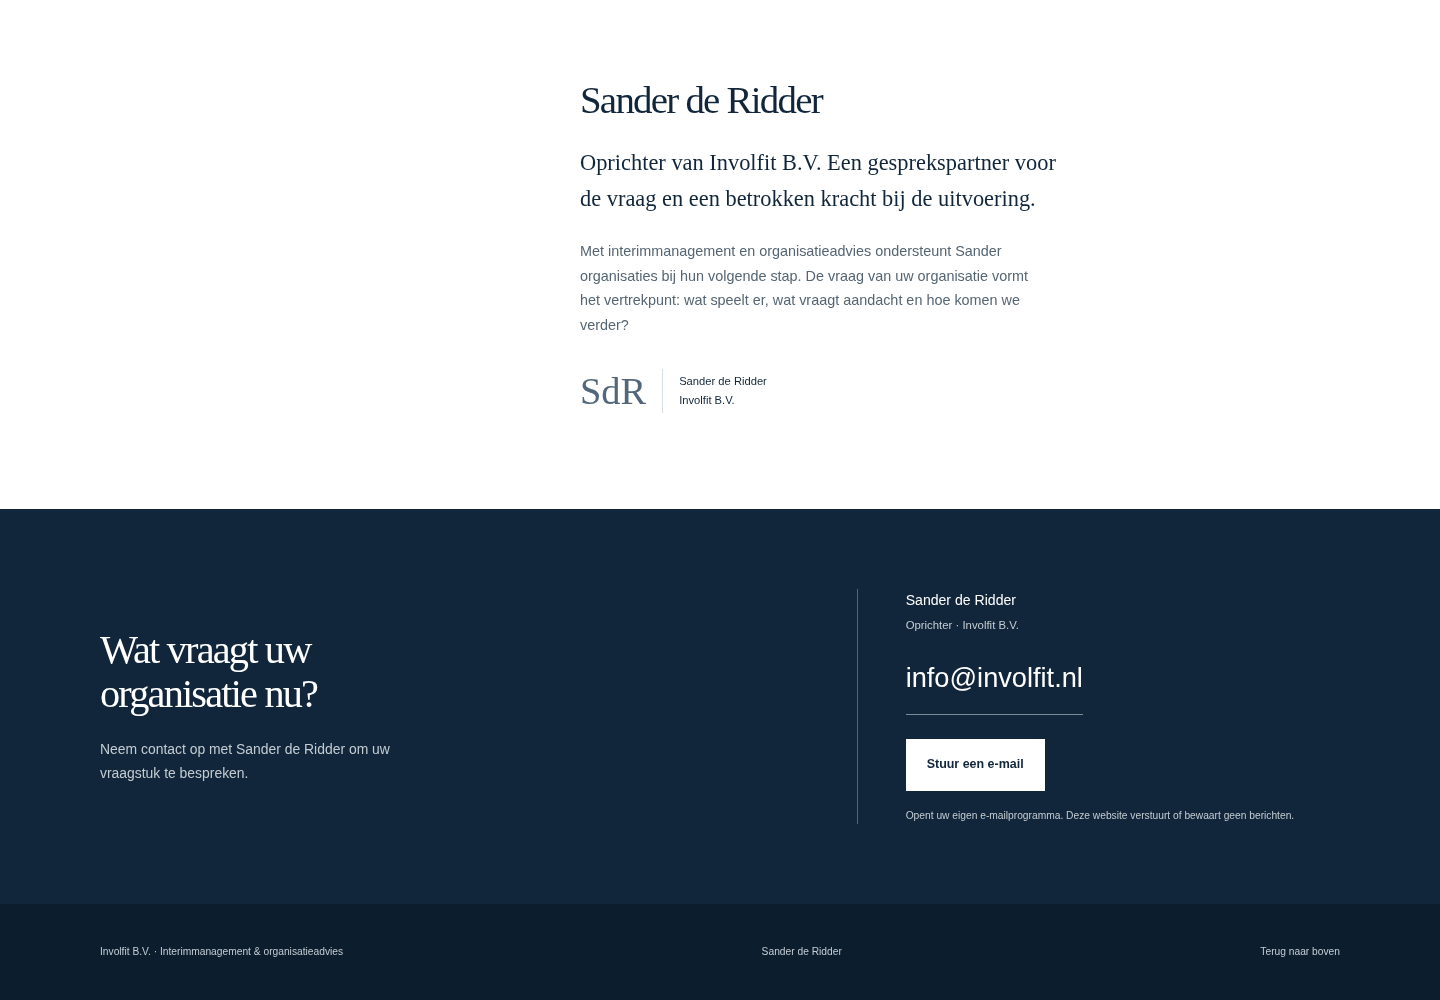 Sander de Ridder
Oprichter van Involfit B.V. Een gesprekspartner voor
de vraag en een betrokken kracht bij de uitvoering.
Met interimmanagement en organisatieadvies ondersteunt Sander
organisaties bij hun volgende stap. De vraag van uw organisatie vormt
het vertrekpunt: wat speelt er, wat vraagt aandacht en hoe komen we
verder?
SdR
Sander de Ridder
Involfit B.V.
Wat vraagt uw
organisatie nu?
Neem contact op met Sander de Ridder om uw
vraagstuk te bespreken.
Sander de Ridder
Oprichter · Involfit B.V.
info@involfit.nl
Stuur een e-mail
Opent uw eigen e-mailprogramma. Deze website verstuurt of bewaart geen berichten.
Involfit B.V. · Interimmanagement & organisatieadvies
Sander de Ridder
Terug naar boven